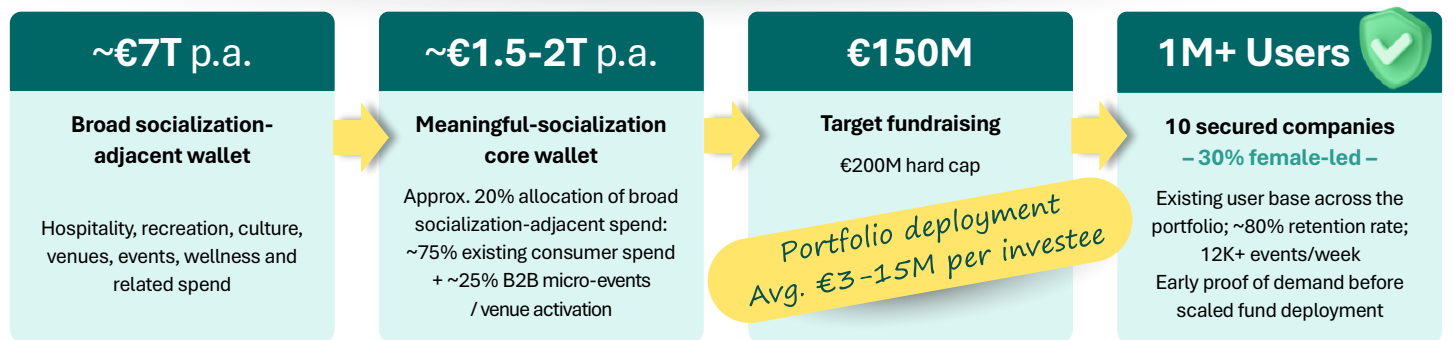 ~€7T p.a.
Broad socialization-
adjacent wallet
Hospitality, recreation, culture,
venues, events, wellness and
related spend
~€1.5-2T p.a.
Meaningful-socialization
core wallet
Approx. 20% allocation of broad
socialization-adjacent spend:
~75% existing consumer spend
+ ~25% B2B micro-events
/ venue activation
€150M
Target fundraising
€200M hard cap
Portfolio deployment
Avg. €3-15M per investee
1M+ Users
10 secured companies
– 30% female-led –
Existing user base across the
portfolio; ~80% retention rate;
12K+ events/week
Early proof of demand before
scaled fund deployment